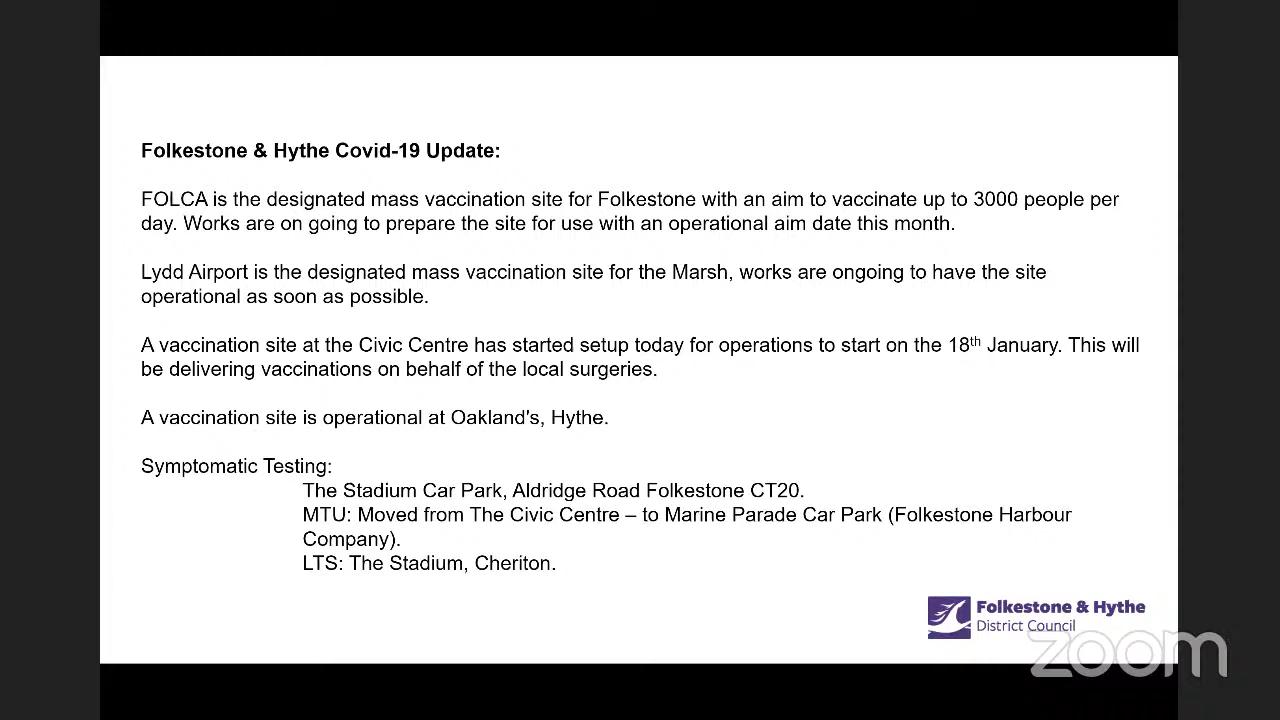 Folkestone & Hythe Covid-19 Update:
FOLCA is the designated mass vaccination site for Folkestone with an aim to vaccinate up to 3000 people per
day. Works are on going to prepare the site for use with an operational aim date this month.
Lydd Airport is the designated mass vaccination site for the Marsh, works are ongoing to have the site
operational as soon as possible.
A vaccination site at the Civic Centre has started setup today for operations to start on the 18th January. This will
be delivering vaccinations on behalf of the local surgeries.
A vaccination site is operational at Oakland's, Hythe.
Symptomatic Testing:
The Stadium Car Park, Aldridge Road Folkestone CT20.
MTU: Moved from The Civic Centre – to Marine Parade Car Park (Folkestone Harbour
Company).
LTS: The Stadium, Cheriton.
Folkestone & Hythe
District Council
zoom